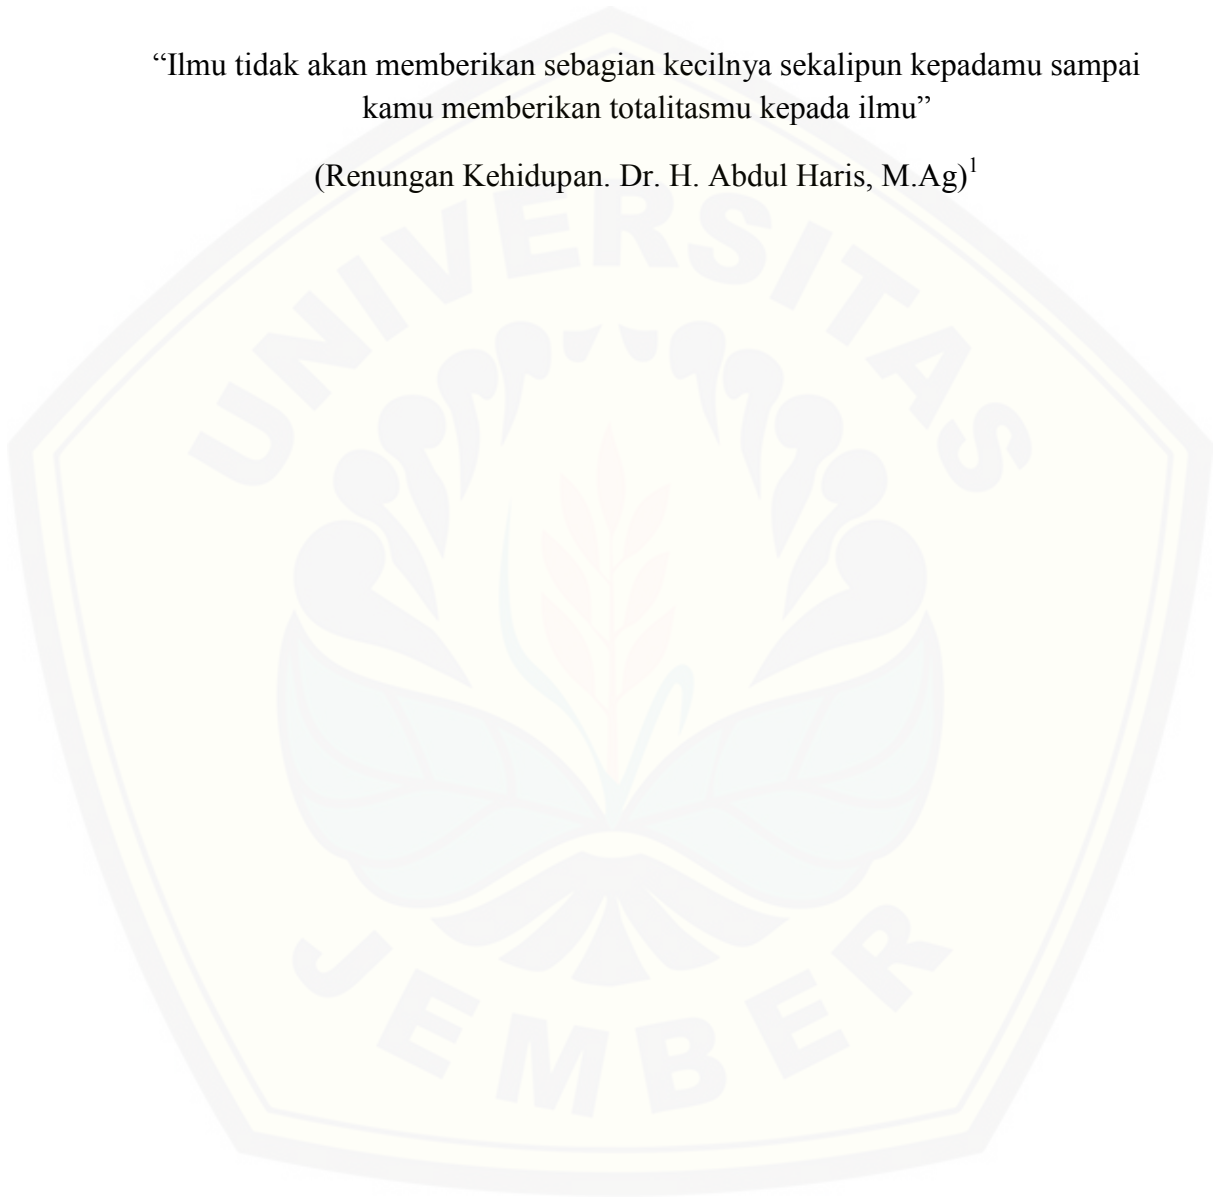 “Ilmu tidak akan memberikan sebagian kecilnya sekalipun kepadamu sampai
kamu memberikan totalitasmu kepada ilmu”
(Renungan Kehidupan. Dr. H. Abdul Haris, M.Ag)¹
UNIVERSITAS
JEMBER